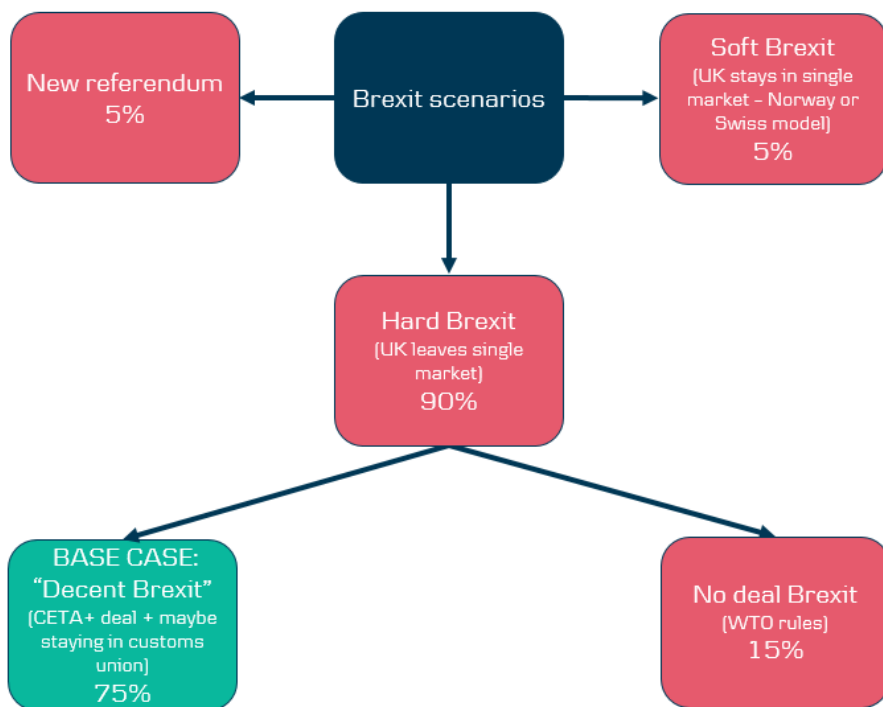 New referendum
5%
Brexit scenarios
Soft Brexit
(UK stays in single
market – Norway or
Swiss model)
5%
Hard Brexit
(UK leaves single
market)
90%
BASE CASE:
“Decent Brexit”
(CETA+ deal + maybe
staying in customs
union)
75%
No deal Brexit
(WTO rules)
15%